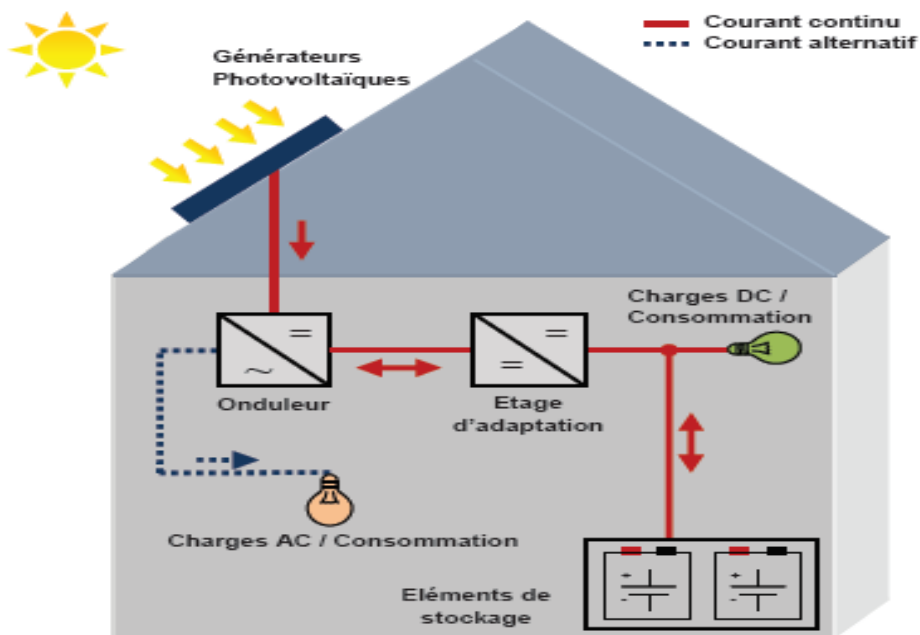 Courant continu
Courant alternatif
Générateurs
Photovoltaïques
Charges DC /
Consommation
Onduleur
Etage
d'adaptation
Charges AC / Consommation
Eléments de
stockage